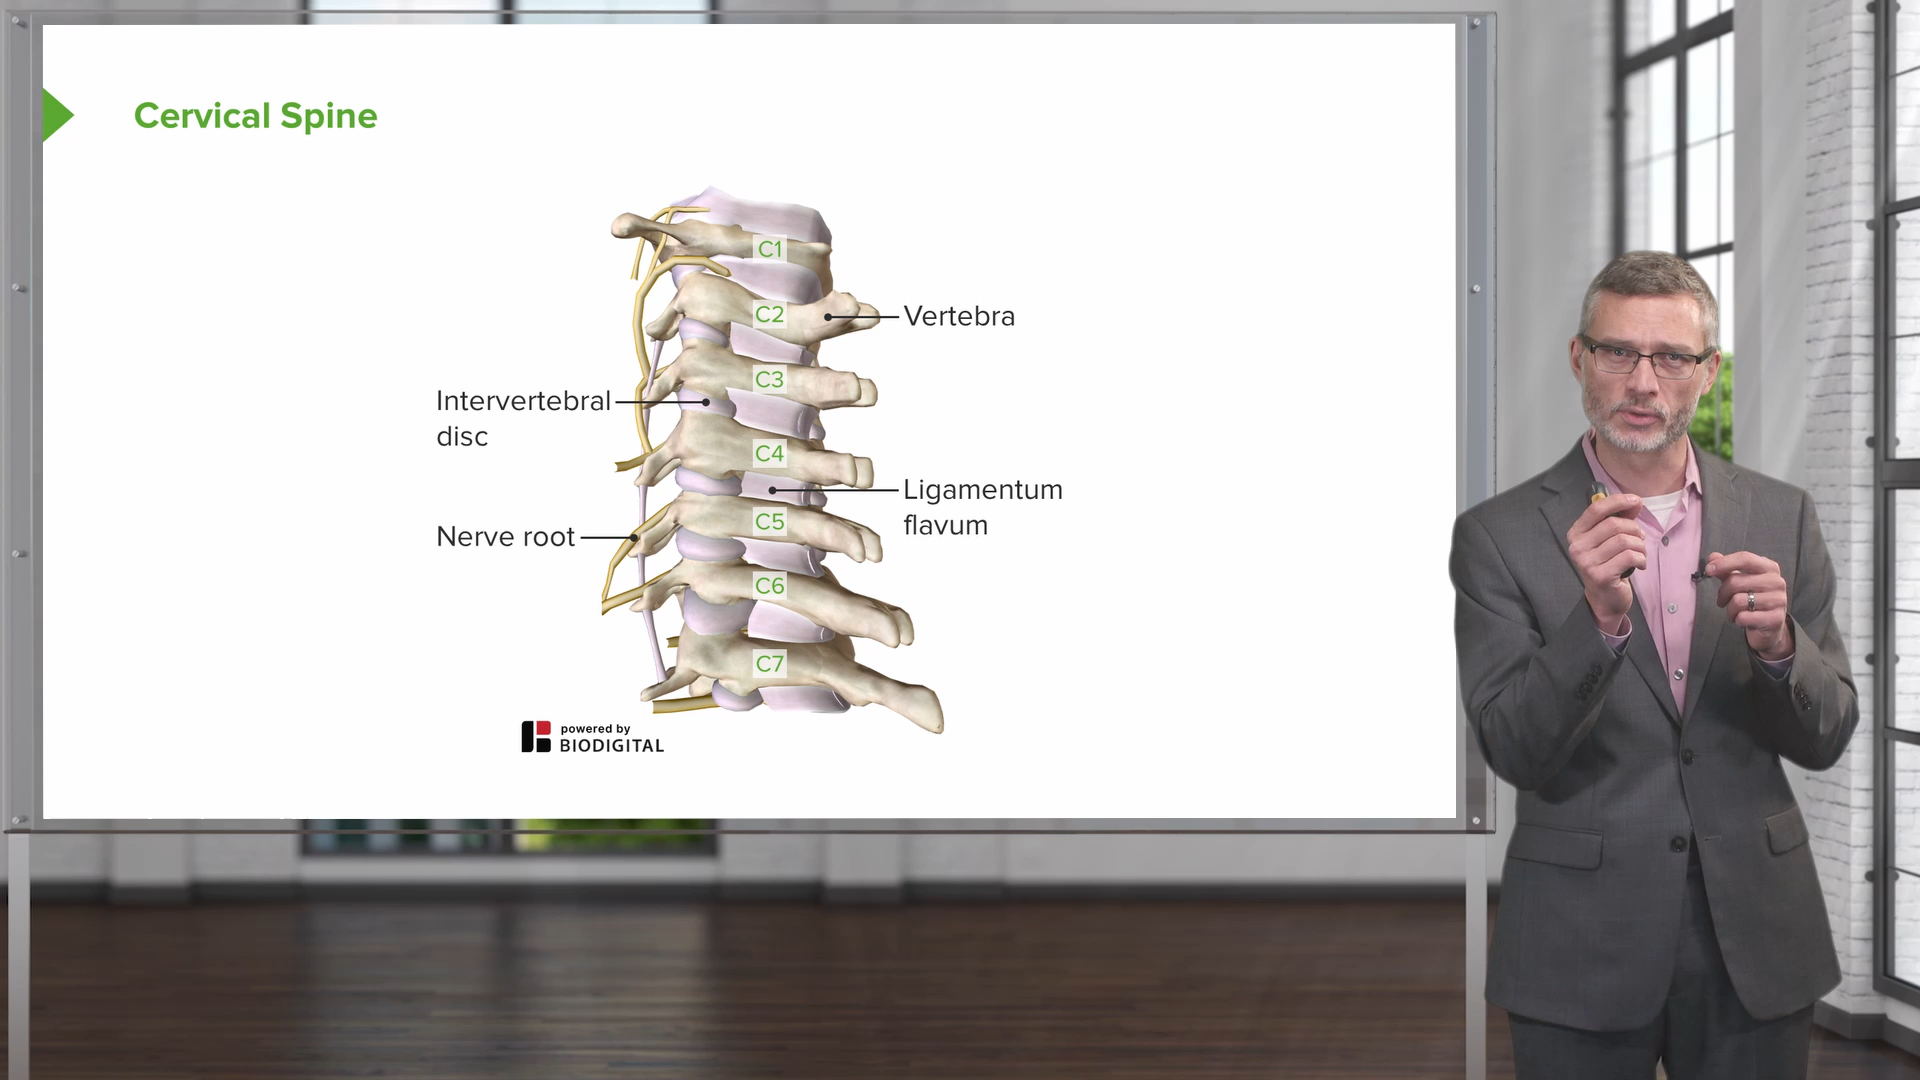 Cervical Spine
C1
C2
Vertebra
C3
Intervertebral
disc
C4
Ligamentum
flavum
C5
Nerve root
C6
C7
powered by
BIODIGITAL